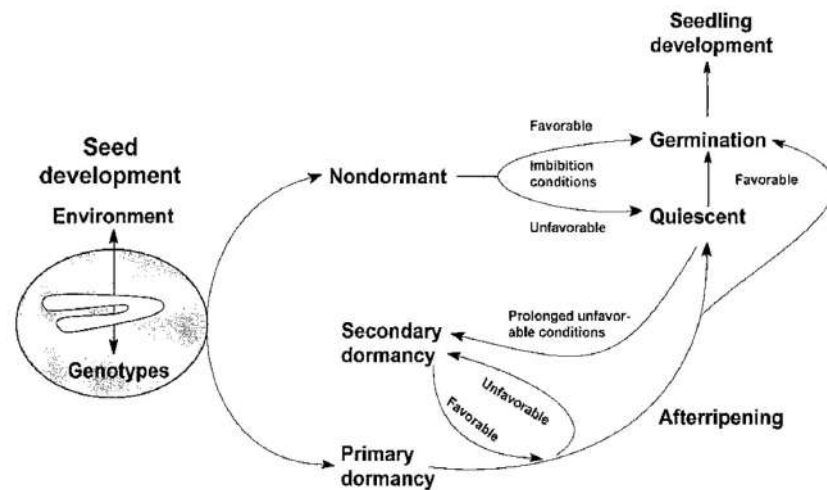 Seedling
development
Favorable
Germination
Seed
development
Imbibition
conditions
Nondormant
Favorable
Environment
Quiescent
Unfavorable
Prolonged unfavor-
able conditions
Secondary
dormancy
Genotypes
Unfavorable
Favorable
Afterripening
Primary
dormancy